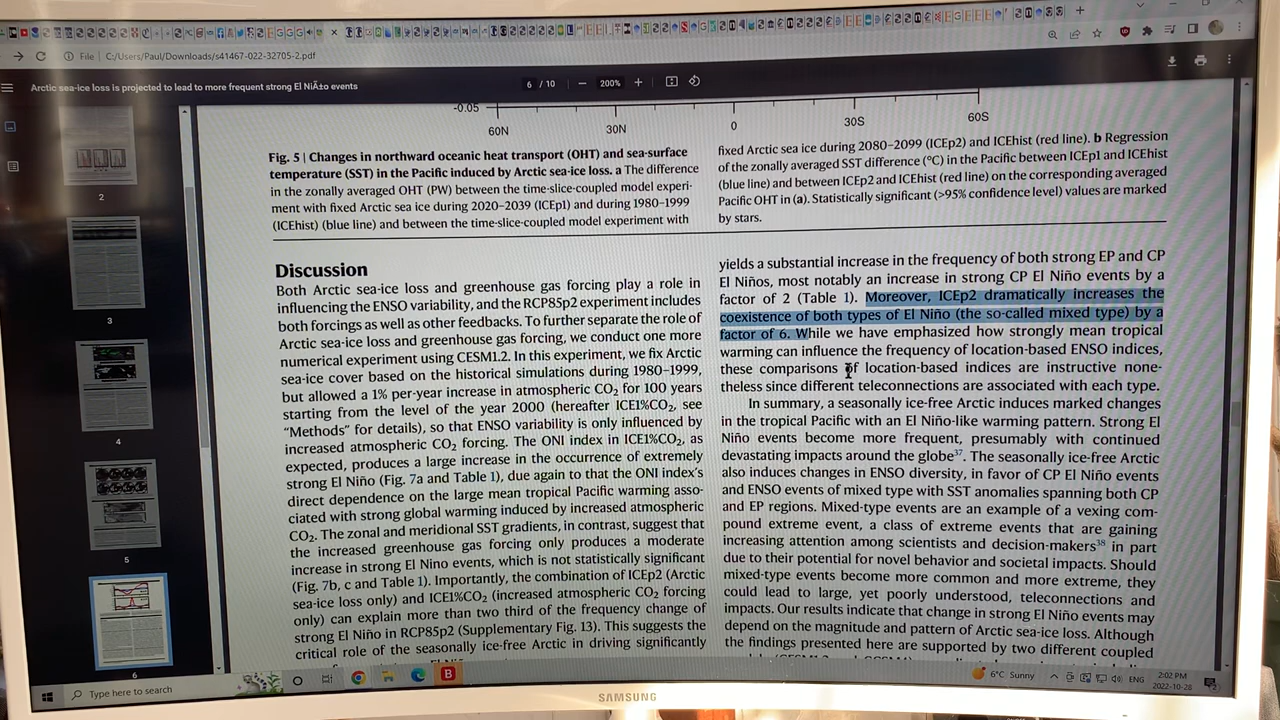 File | C:/Users/Paul/Downloads/s41467-022-32705-2.pdf
Arctic sea-ice loss is projected to lead to more frequent strong El NiÃ±o events
6 / 10
200%
-0.05
60N
30N
0
30S
60S
Fig. 5 | Changes in northward oceanic heat transport (OHT) and sea-surface
temperature (SST) in the Pacific induced by Arctic sea-ice loss. a The difference
in the zonally averaged OHT (PW) between the time-slice-coupled model experi-
ment with fixed Arctic sea ice during 2020–2039 (ICEp1) and during 1980–1999
(ICEhist) (blue line) and between the time-slice-coupled model experiment with
fixed Arctic sea ice during 2080–2099 (ICEp2) and ICEhist (red line). b Regression
of the zonally averaged SST difference (°C) in the Pacific between ICEp1 and ICEhist
(blue line) and between ICEp2 and ICEhist (red line) on the corresponding averaged
Pacific OHT in (a). Statistically significant (>95% confidence level) values are marked
by stars.
Discussion
Both Arctic sea-ice loss and greenhouse gas forcing play a role in
influencing the ENSO variability, and the RCP85p2 experiment includes
both forcings as well as other feedbacks. To further separate the role of
Arctic sea-ice loss and greenhouse gas forcing, we conduct one more
numerical experiment using CESM1.2. In this experiment, we fix Arctic
sea-ice cover based on the historical simulations during 1980–1999,
but allowed a 1% per-year increase in atmospheric CO2 for 100 years
starting from the level of the year 2000 (hereafter ICE1%CO2, see
“Methods” for details), so that ENSO variability is only influenced by
increased atmospheric CO2 forcing. The ONI index in ICE1%CO2, as
expected, produces a large increase in the occurrence of extremely
strong El Niño (Fig. 7a and Table 1), due again to that the ONI index’s
direct dependence on the large mean tropical Pacific warming asso-
ciated with strong global warming induced by increased atmospheric
CO2. The zonal and meridional SST gradients, in contrast, suggest that
the increased greenhouse gas forcing only produces a moderate
increase in strong El Nino events, which is not statistically significant
(Fig. 7b, c and Table 1). Importantly, the combination of ICEp2 (Arctic
sea-ice loss only) and ICE1%CO2 (increased atmospheric CO2 forcing
only) can explain more than two third of the frequency change of
strong El Niño in RCP85p2 (Supplementary Fig. 13). This suggests the
critical role of the seasonally ice-free Arctic in driving significantly
yields a substantial increase in the frequency of both strong EP and CP
El Niños, most notably an increase in strong CP El Niño events by a
factor of 2 (Table 1). Moreover, ICEp2 dramatically increases the
coexistence of both types of El Niño (the so-called mixed type) by a
factor of 6. While we have emphasized how strongly mean tropical
warming can influence the frequency of location-based ENSO indices,
these comparisons of location-based indices are instructive none-
theless since different teleconnections are associated with each type.
In summary, a seasonally ice-free Arctic induces marked changes
in the tropical Pacific with an El Niño-like warming pattern. Strong El
Niño events become more frequent, presumably with continued
devastating impacts around the globe37. The seasonally ice-free Arctic
also induces changes in ENSO diversity, in favor of CP El Niño events
and ENSO events of mixed type with SST anomalies spanning both CP
and EP regions. Mixed-type events are an example of a vexing com-
pound extreme event, a class of extreme events that are gaining
increasing attention among scientists and decision-makers38 in part
due to their potential for novel behavior and societal impacts. Should
mixed-type events become more common and more extreme, they
could lead to large, yet poorly understood, teleconnections and
impacts. Our results indicate that change in strong El Niño events may
depend on the magnitude and pattern of Arctic sea-ice loss. Although
the findings presented here are supported by two different coupled
2
3
4
5
6
Type here to search
6°C Sunny
ENG
2:02 PM
2022-10-28
SAMSUNG